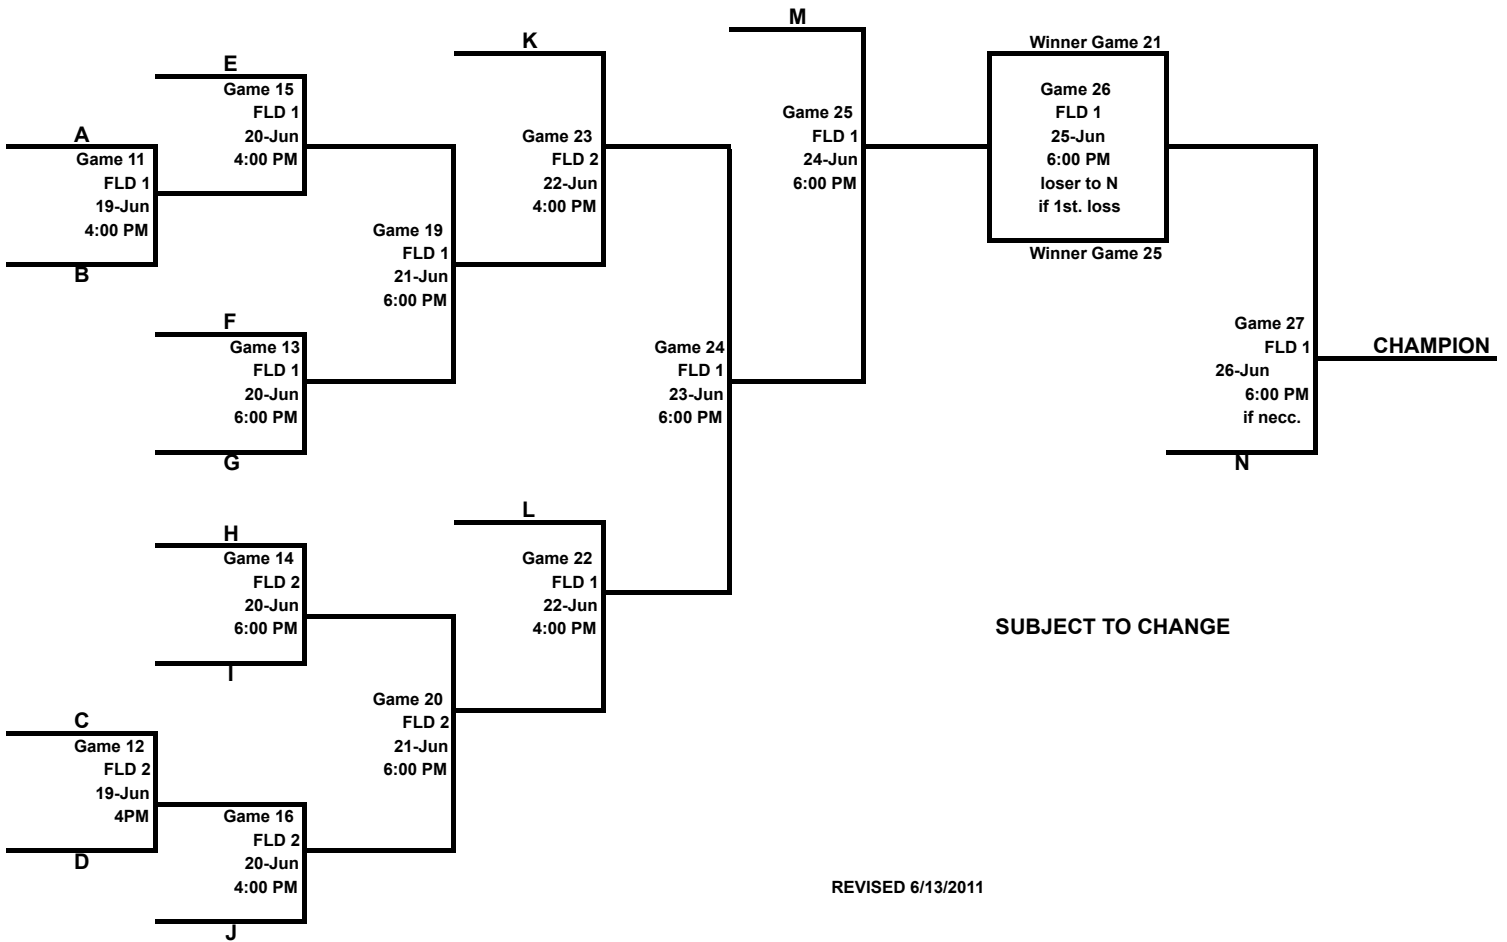 M
K
Winner Game 21
E
Game 15
FLD 1
20-Jun
4:00 PM
Game 26
FLD 1
25-Jun
6:00 PM
loser to N
if 1st. loss
Game 25
FLD 1
24-Jun
6:00 PM
A
Game 11
FLD 1
19-Jun
4:00 PM
Game 23
FLD 2
22-Jun
4:00 PM
Game 19
FLD 1
21-Jun
6:00 PM
Winner Game 25
B
F
Game 13
FLD 1
20-Jun
6:00 PM
Game 24
FLD 1
23-Jun
6:00 PM
Game 27
FLD 1
26-Jun
6:00 PM
if necc.
CHAMPION
G
N
L
H
Game 14
FLD 2
20-Jun
6:00 PM
Game 22
FLD 1
22-Jun
4:00 PM
SUBJECT TO CHANGE
I
Game 20
FLD 2
21-Jun
6:00 PM
C
Game 12
FLD 2
19-Jun
4PM
Game 16
FLD 2
20-Jun
4:00 PM
D
REVISED 6/13/2011
J